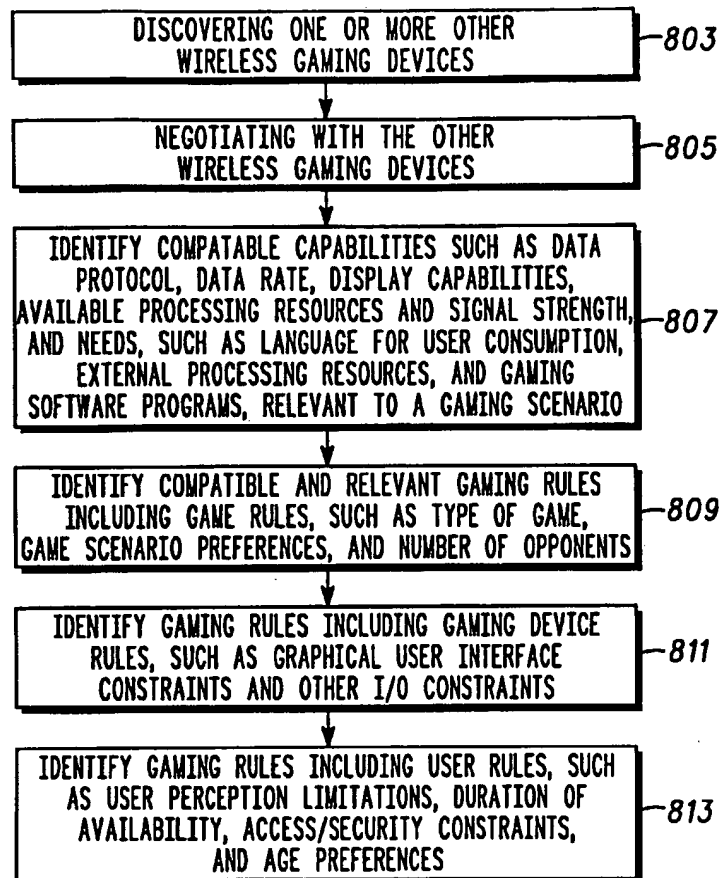 DISCOVERING ONE OR MORE OTHER
WIRELESS GAMING DEVICES
803
NEGOTIATING WITH THE OTHER
WIRELESS GAMING DEVICES
805
IDENTIFY COMPATABLE CAPABILITIES SUCH AS DATA
PROTOCOL, DATA RATE, DISPLAY CAPABILITIES,
AVAILABLE PROCESSING RESOURCES AND SIGNAL STRENGTH,
AND NEEDS, SUCH AS LANGUAGE FOR USER CONSUMPTION,
EXTERNAL PROCESSING RESOURCES, AND GAMING
SOFTWARE PROGRAMS, RELEVANT TO A GAMING SCENARIO
807
IDENTIFY COMPATIBLE AND RELEVANT GAMING RULES
INCLUDING GAME RULES, SUCH AS TYPE OF GAME,
GAME SCENARIO PREFERENCES, AND NUMBER OF OPPONENTS
809
IDENTIFY GAMING RULES INCLUDING GAMING DEVICE
RULES, SUCH AS GRAPHICAL USER INTERFACE
CONSTRAINTS AND OTHER I/O CONSTRAINTS
811
IDENTIFY GAMING RULES INCLUDING USER RULES, SUCH
AS USER PERCEPTION LIMITATIONS, DURATION OF
AVAILABILITY, ACCESS/SECURITY CONSTRAINTS,
AND AGE PREFERENCES
813